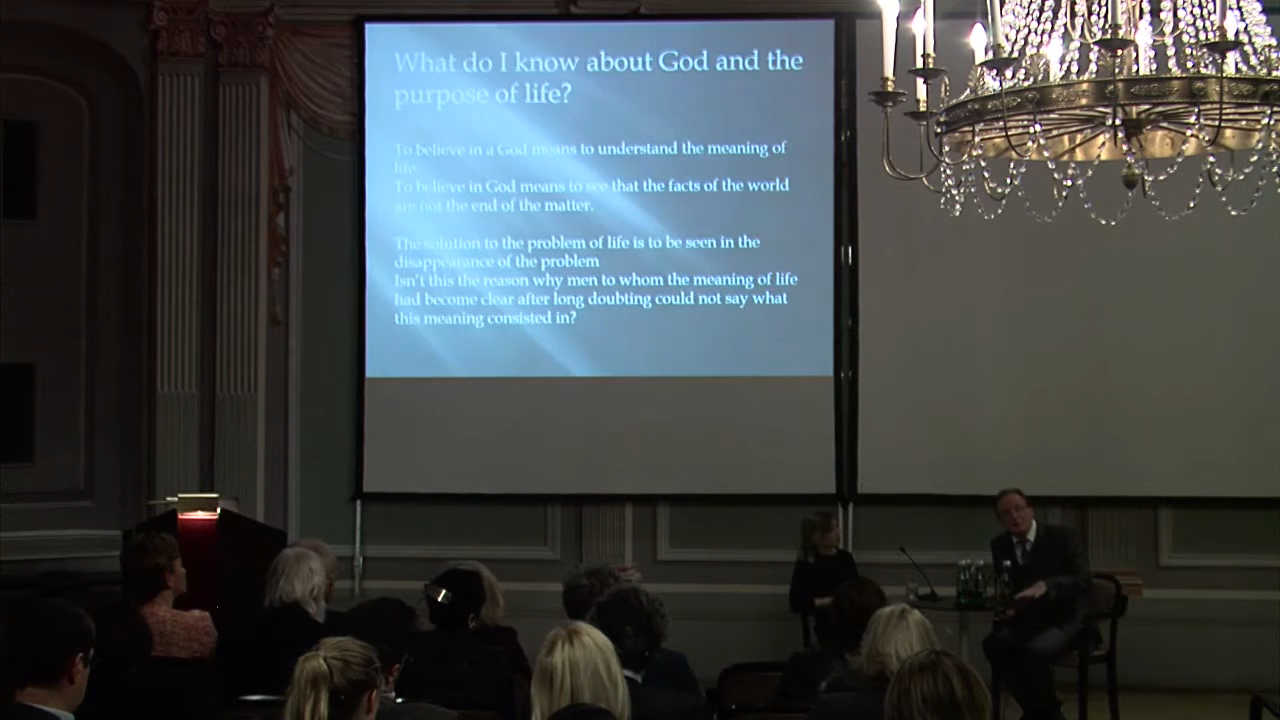 What do I know about God and the
purpose of life?
To believe in a God means to understand the meaning of
life.
To believe in God means to see that the facts of the world
are not the end of the matter.
The solution to the problem of life is to be seen in the
disappearance of the problem
Isn't this the reason why men to whom the meaning of life
had become clear after long doubting could not say what
this meaning consisted in?